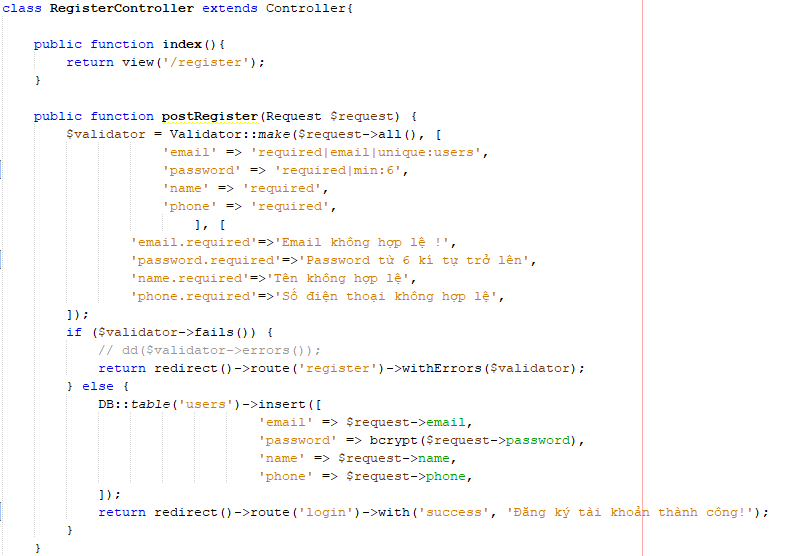 class RegisterController extends Controller{
public function index(){
return view('/register');
}
public function postRegister(Request $request) {
$validator = Validator::make($request->all(), [
'email' => 'required|email|unique:users',
'password' => 'required|min:6',
'name' => 'required',
'phone' => 'required',
], [
'email.required'=>'Email không hợp lệ !',
'password.required'=>'Password từ 6 kí tự trở lên',
'name.required'=>'Tên không hợp lệ',
'phone.required'=>'Số điện thoại không hợp lệ',
]);
if ($validator->fails()) {
// dd($validator->errors());
return redirect()->route('register')->withErrors($validator);
} else {
DB::table('users')->insert([
'email' => $request->email,
'password' => bcrypt($request->password),
'name' => $request->name,
'phone' => $request->phone,
]);
return redirect()->route('login')->with('success', 'Đăng ký tài khoản thành công!');
}
}